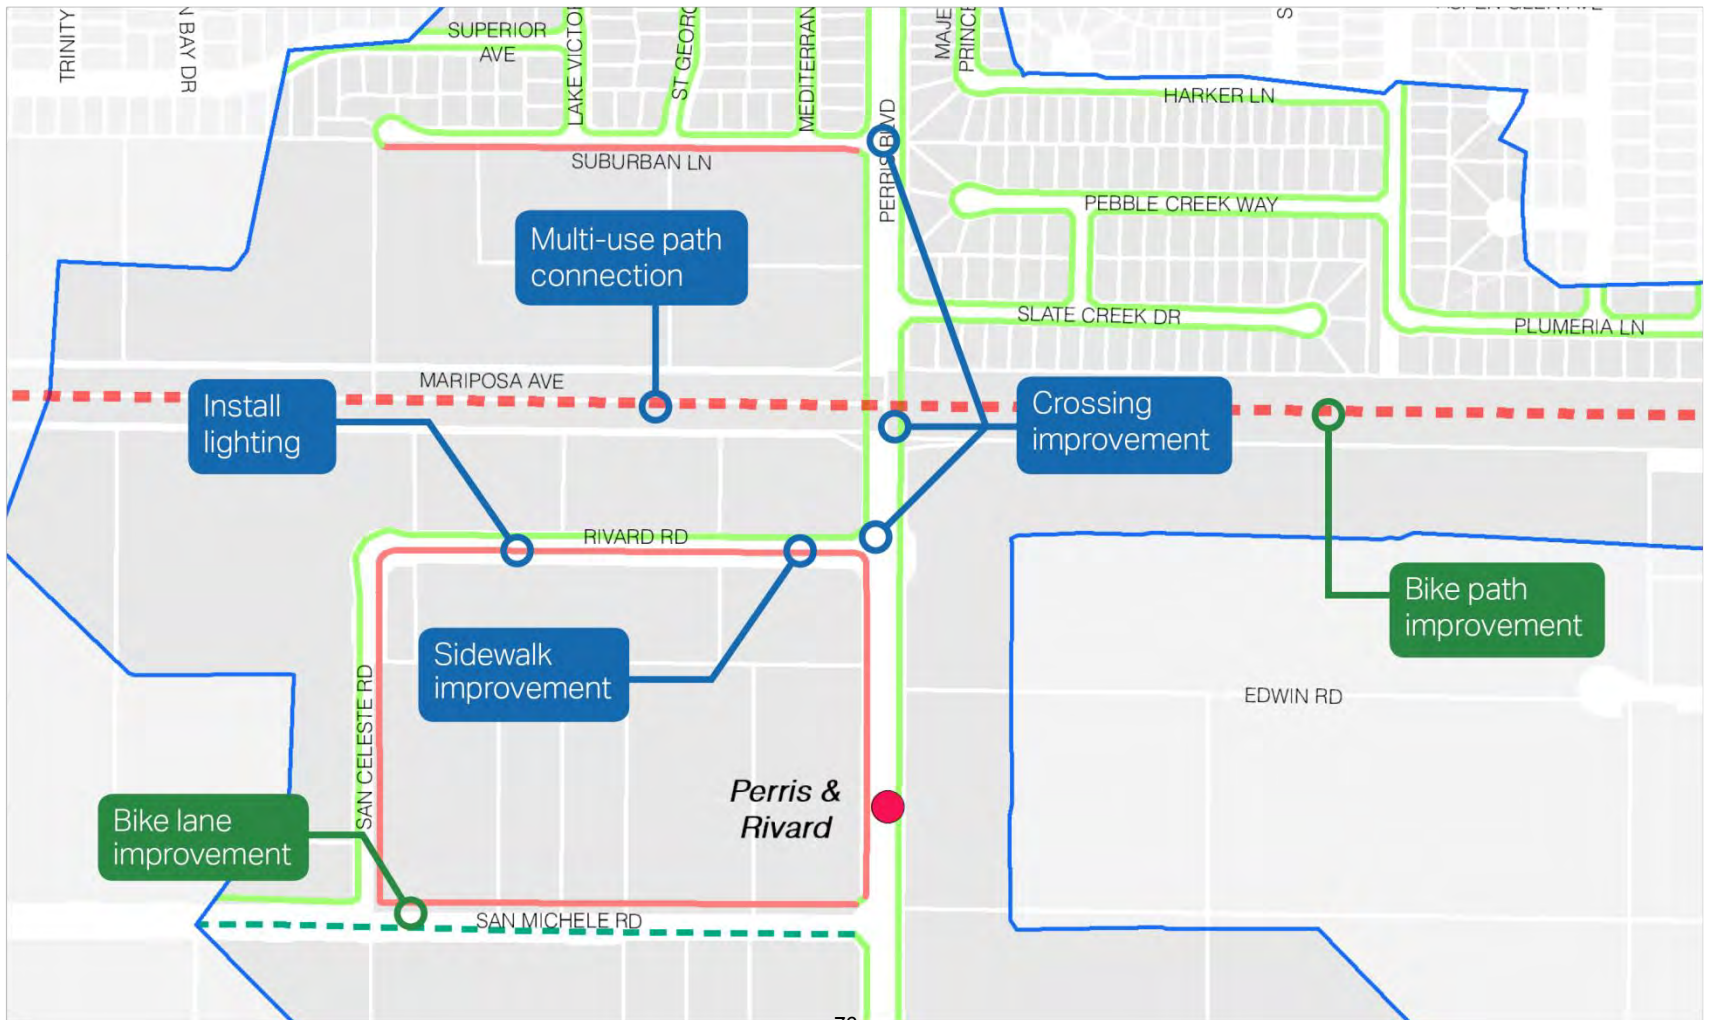 TRINITY
N BAY DR
SUPERIOR
AVE
LAKE VICTO
ST GEORG
MEDITERRAN
PERRIS BLVD
MAJE
PRINCE
S
HARKER LN
SUBURBAN LN
PEBBLE CREEK WAY
Multi-use path
connection
SLATE CREEK DR
PLUMERIA LN
MARIPOSA AVE
Install
lighting
Crossing
improvement
RIVARD RD
Bike path
improvement
Sidewalk
improvement
SAN CELESTE RD
EDWIN RD
Perris &
Rivard
Bike lane
improvement
SAN MICHELE RD